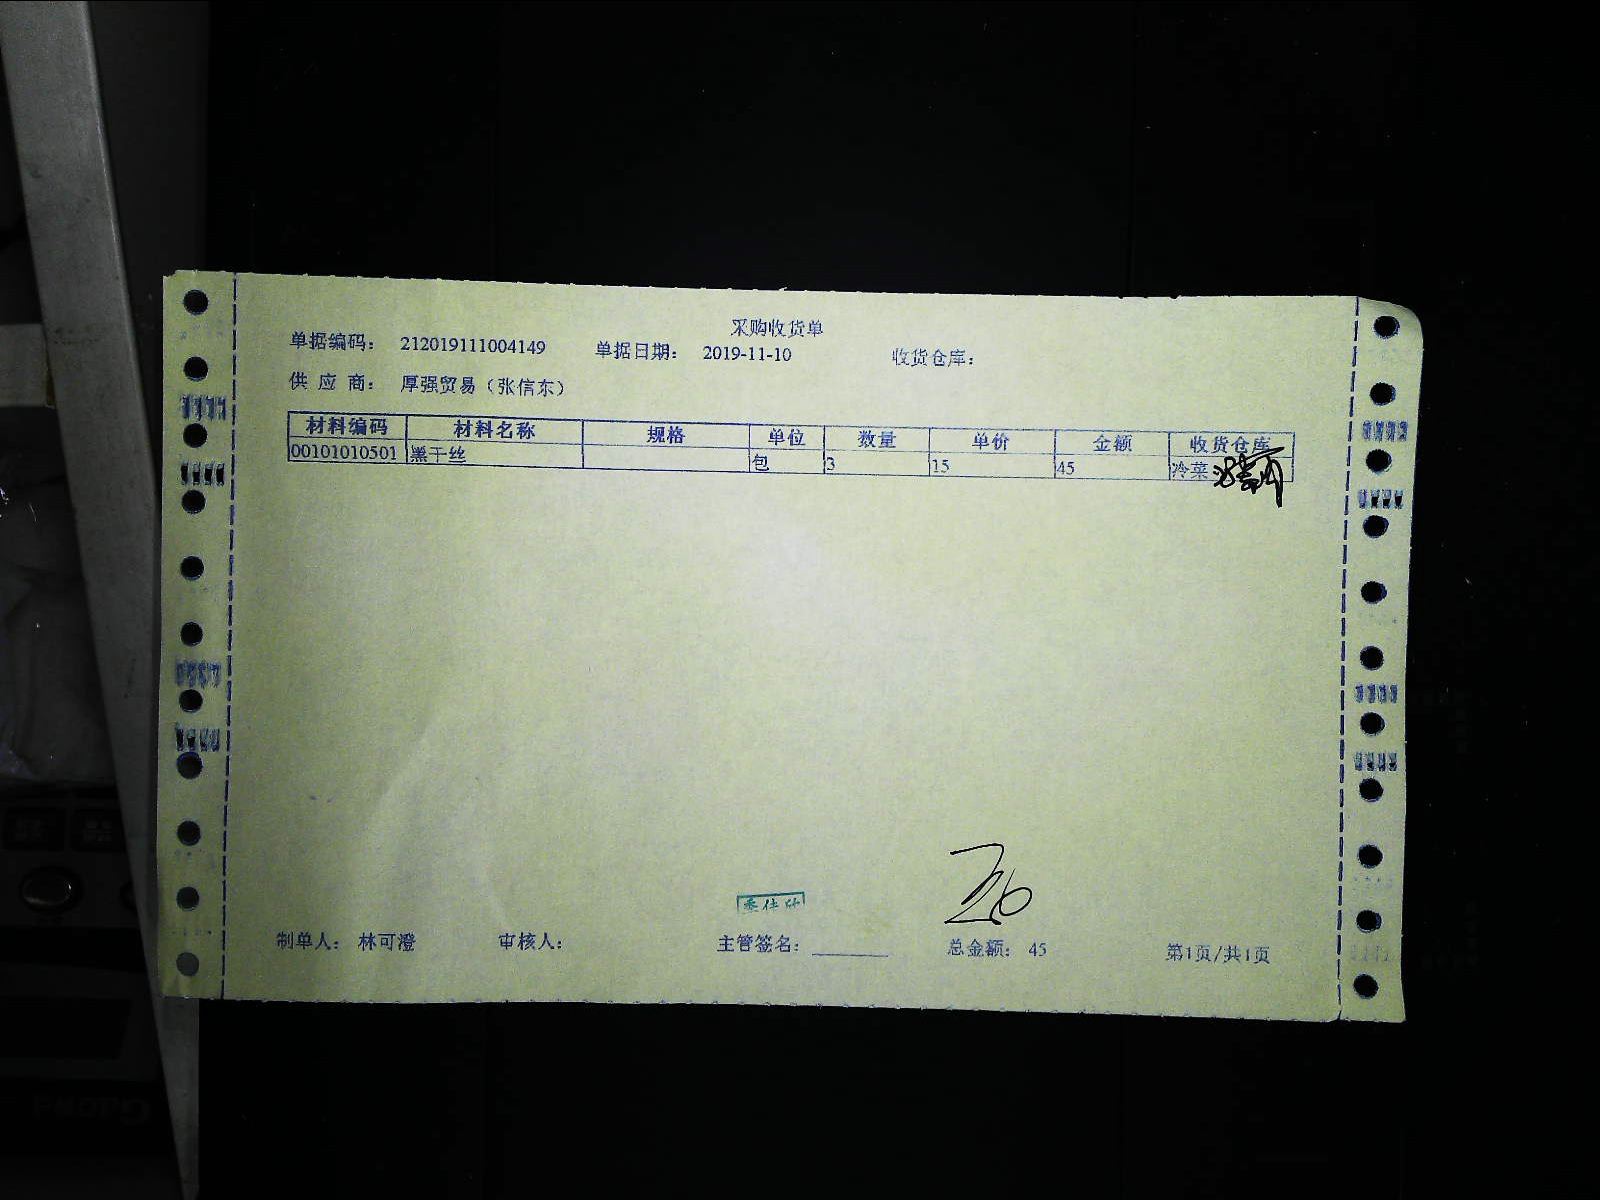 采购收货单
单据编码： 212019111004149 单据日期： 2019-11-10 收货仓库：
供 应 商： 厚强贸易（张信东）
材料编码 材料名称 规格 单位 数量 单价 金额 收货仓库
00101010501 黑干丝 包 3 15 45 冷菜
制单人： 林可澄 审核人： 主管签名： 总金额： 45 第1页/共1页